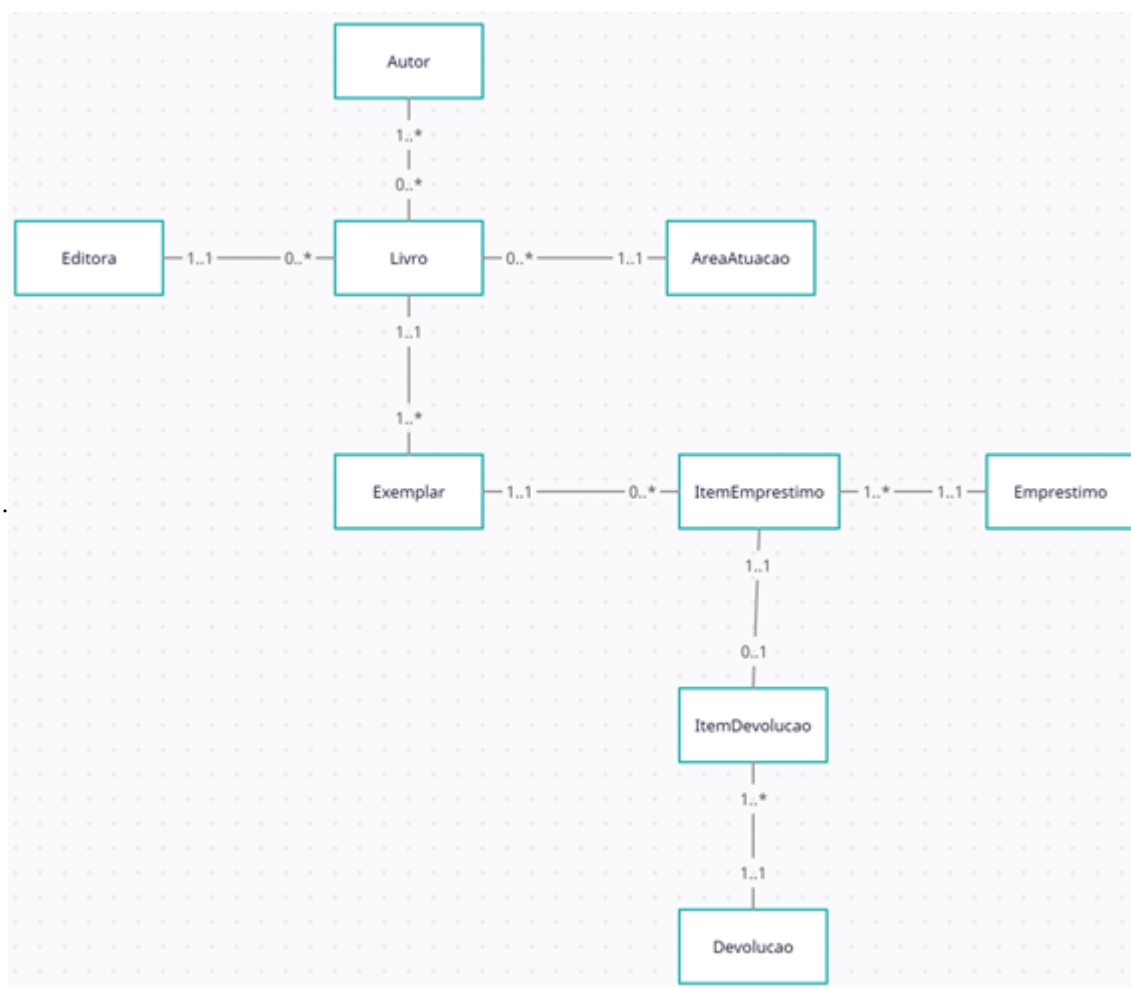 Autor
1..*
0..*
Editora 1..1 0..* Livro 0..* 1..1 AreaAtuacao
1..1
1..*
Exemplar 1..1 0..* ItemEmprestimo 1..* 1..1 Emprestimo
.
1..1
0..1
ItemDevolucao
1..*
1..1
Devolucao